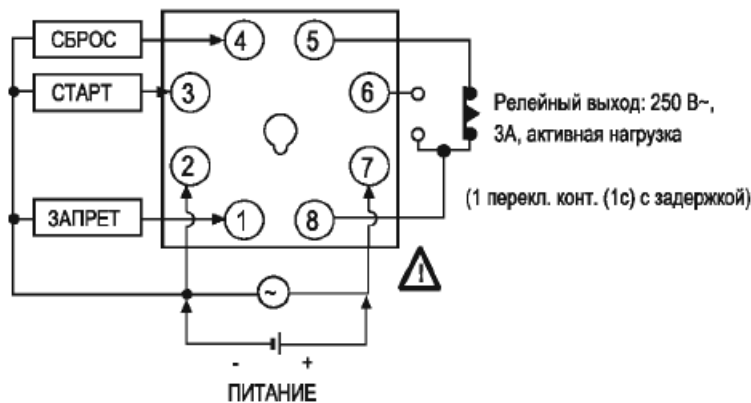 СБРОС
4
5
СТАРТ
3
6
Релейный выход: 250 В~,
3А, активная нагрузка
2
7
ЗАПРЕТ
1
8
(1 перекл. конт. (1с) с задержкой)
!
~
- +
ПИТАНИЕ